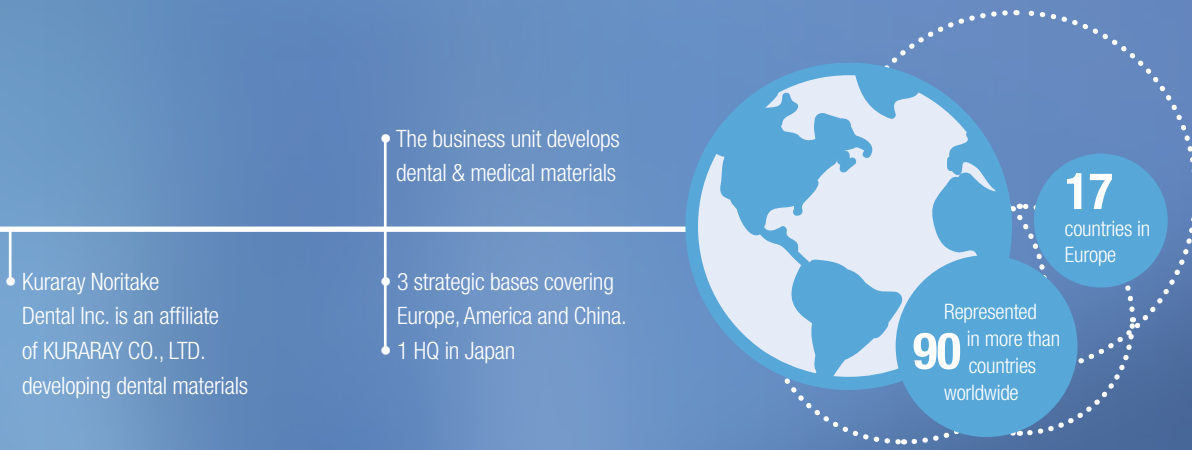 Kuraray Noritake
Dental Inc. is an affiliate
of KURARAY CO., LTD.
developing dental materials
The business unit develops
dental & medical materials
3 strategic bases covering
Europe, America and China.
1 HQ in Japan
17
countries in
Europe
Represented
90 in more than
countries
worldwide